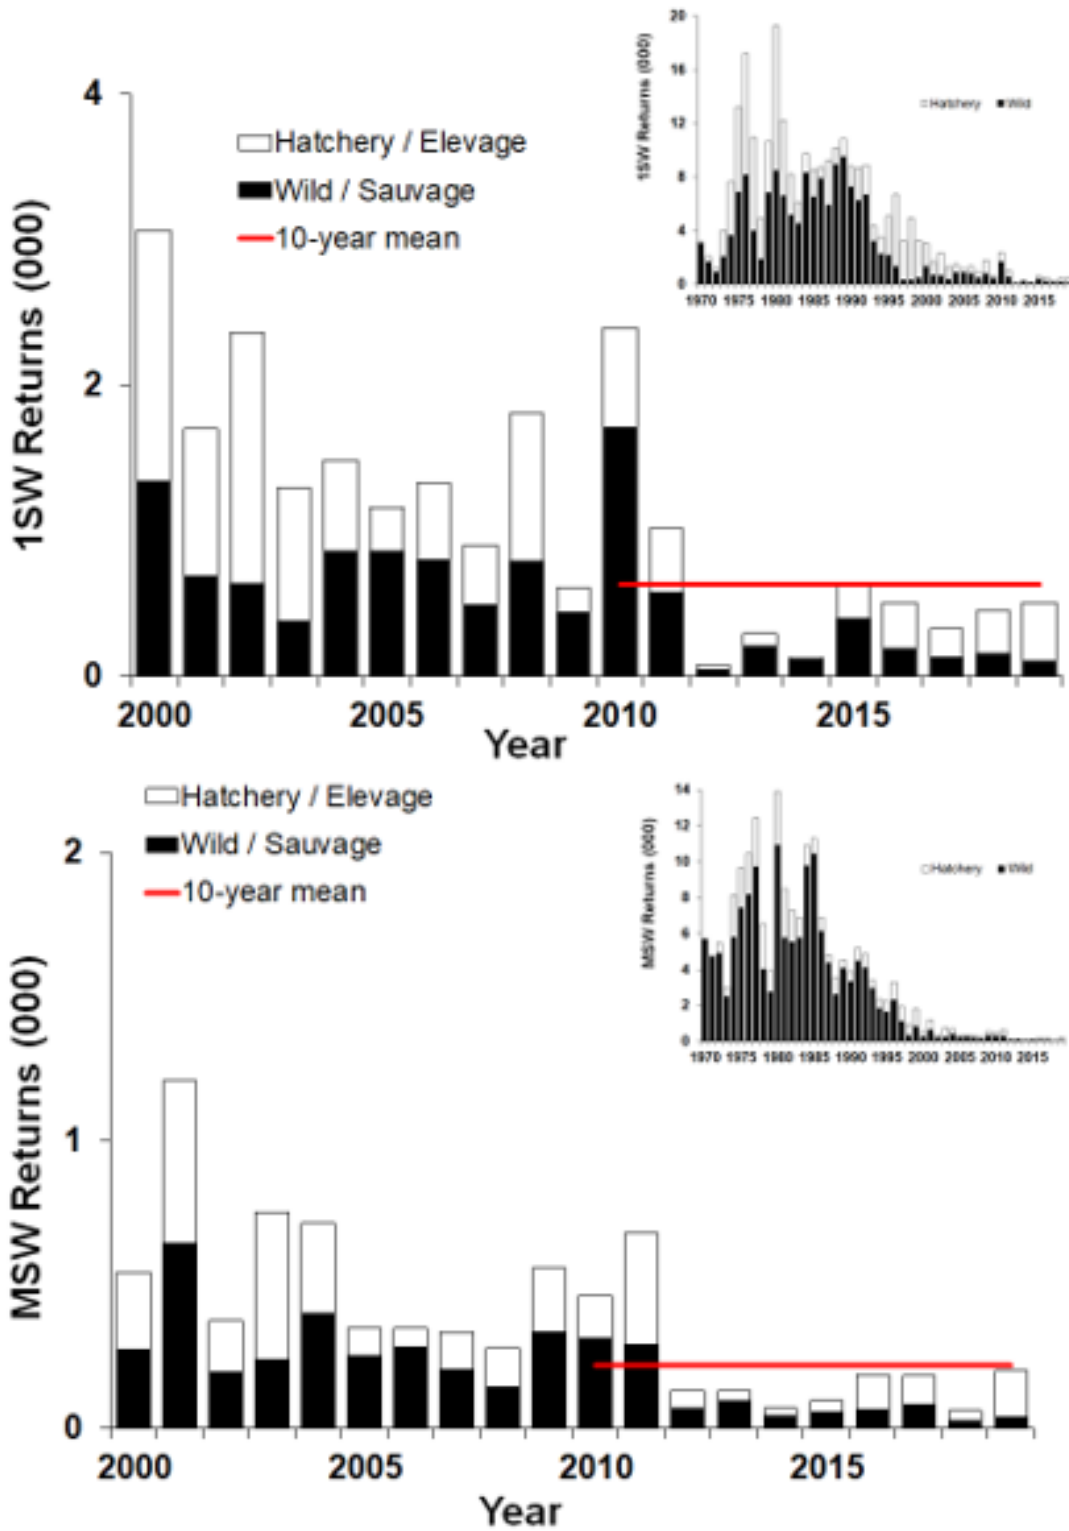 4
2
0
1SW Returns (000)
Hatchery / Elevage
Wild / Sauvage
10-year mean
2000 2005 2010 2015
Year
20
16
12
8
4
0
1SW Returns (000)
Hatchery Wild
1970 1975 1980 1985 1990 1995 2000 2005 2010 2015
Hatchery / Elevage
Wild / Sauvage
10-year mean
2
1
0
MSW Returns (000)
2000 2005 2010 2015
Year
14
12
10
8
6
4
2
0
MSW Returns (000)
Hatchery Wild
1970 1975 1980 1985 1990 1995 2000 2005 2010 2015